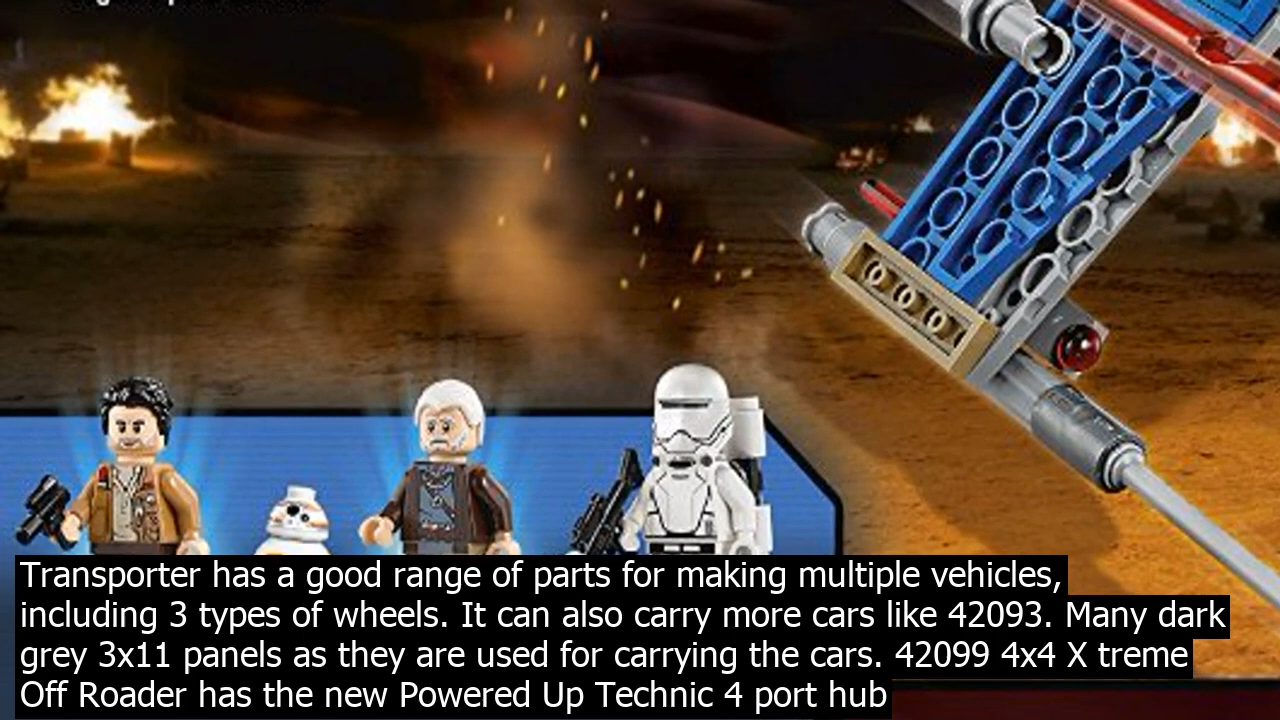 Transporter has a good range of parts for making multiple vehicles,
including 3 types of wheels. It can also carry more cars like 42093. Many dark
grey 3x11 panels as they are used for carrying the cars. 42099 4x4 X treme
Off Roader has the new Powered Up Technic 4 port hub